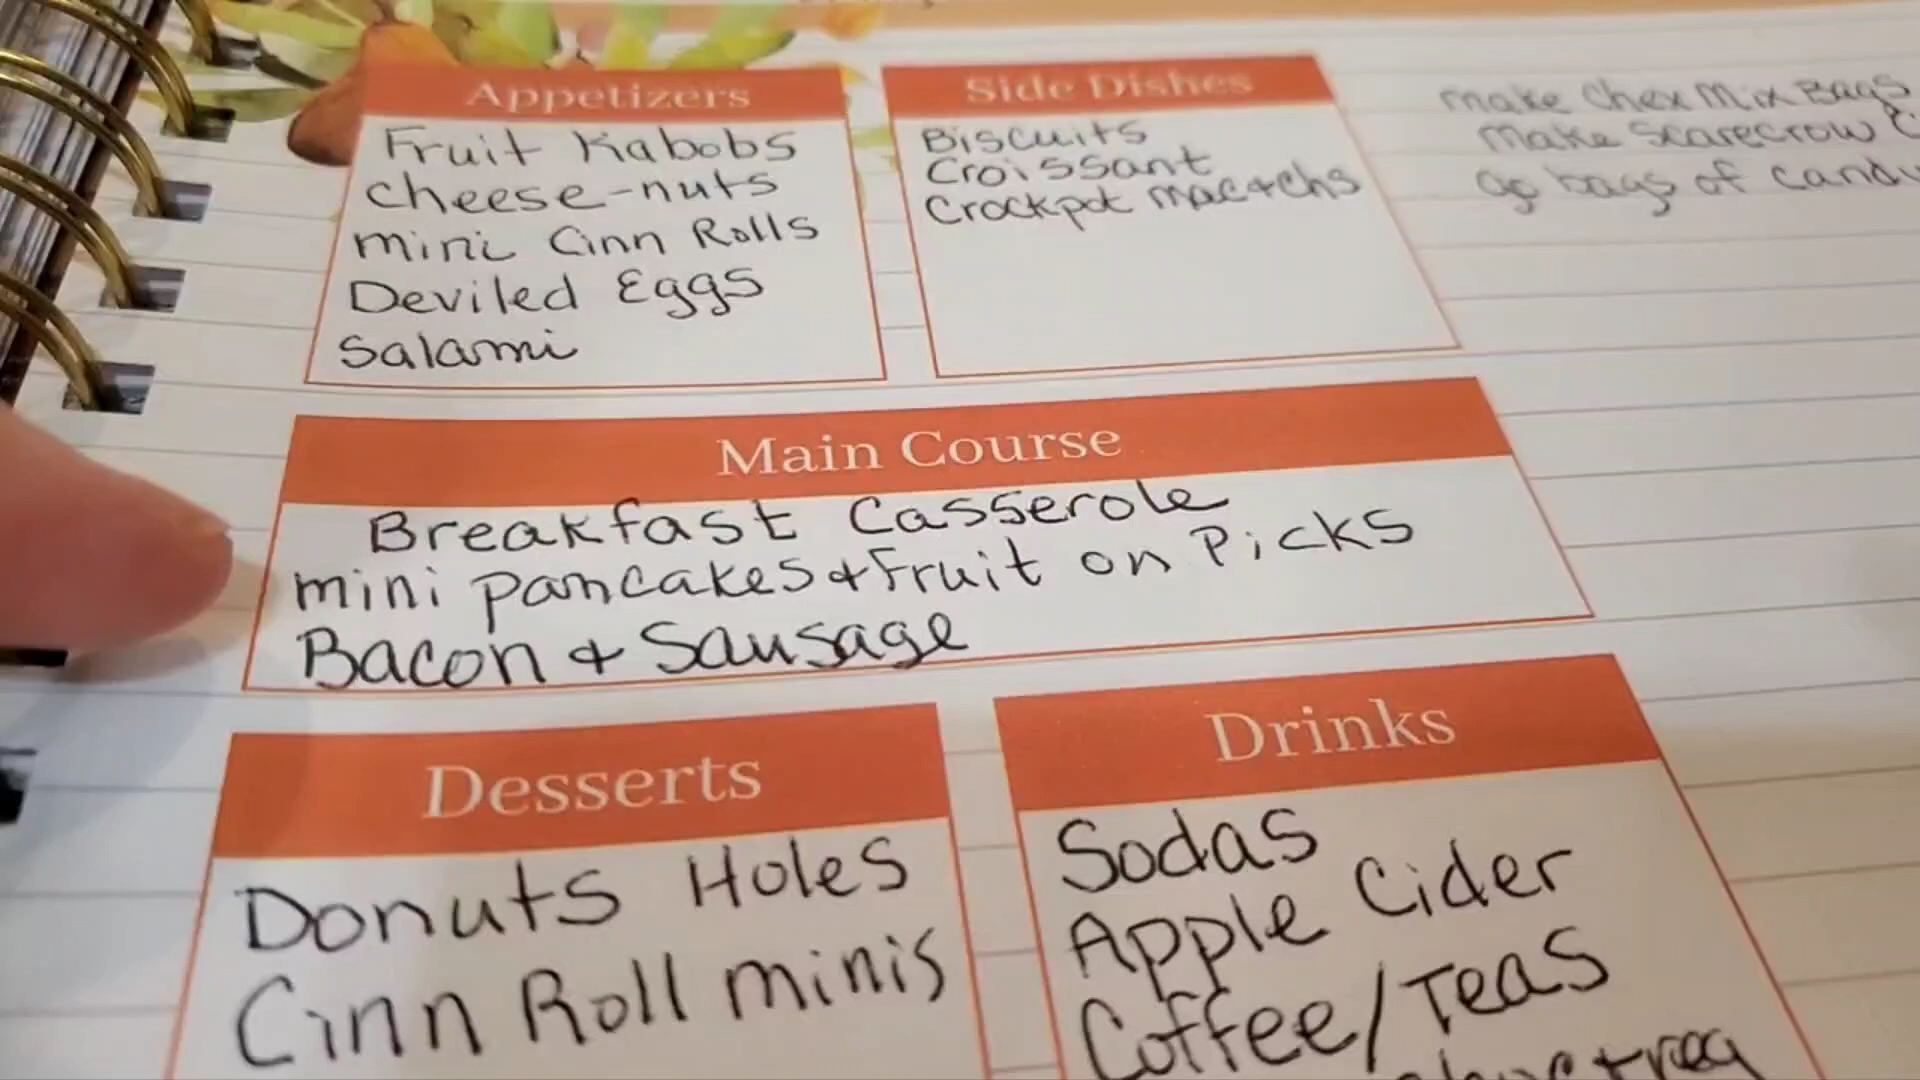 Appetizers
Fruit Kabobs
cheese-nuts
mini Cinn Rolls
Deviled Eggs
Salami
Side Dishes
Biscuits
Croissant
Crockpot mac+chs
make Chex Mix Bags
make Scarecrow
go bags of candy
Main Course
Breakfast Casserole
mini pancakes+Fruit on Picks
Bacon + Sausage
Desserts
Donuts Holes
Cinn Roll minis
Drinks
Sodas
Apple Cider
Coffee/Teas